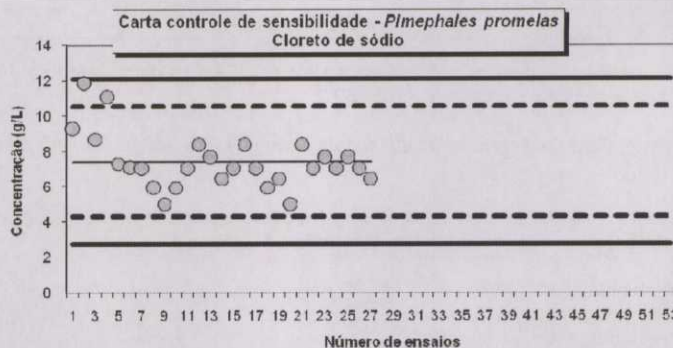 Carta controle de sensibilidade - Pimephales promelas
Cloreto de sódio
Concentração (g/L)
14
12
10
8
6
4
2
0
1 3 5 7 9 11 13 15 17 19 21 23 25 27 29 31 33 35 37 39 41 43 45 47 49 51 53
Número de ensaios